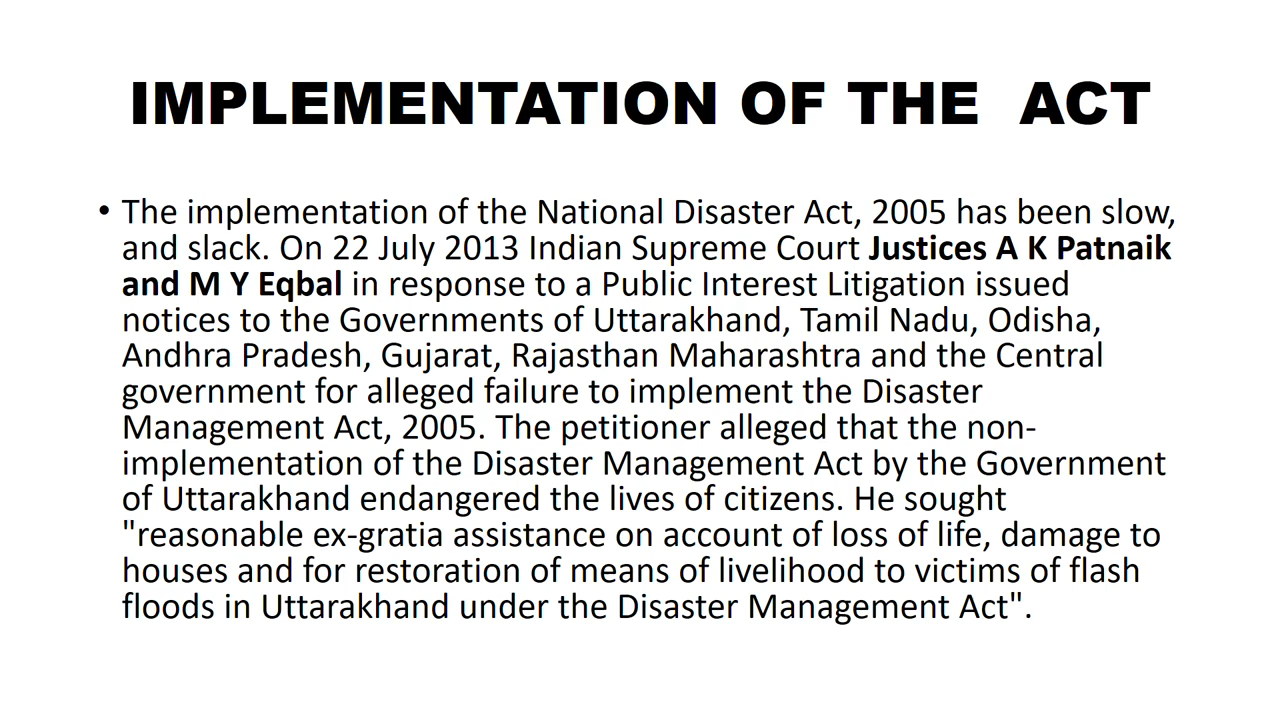 IMPLEMENTATION OF THE  ACT
• The implementation of the National Disaster Act, 2005 has been slow,
and slack. On 22 July 2013 Indian Supreme Court Justices A K Patnaik
and M Y Eqbal in response to a Public Interest Litigation issued
notices to the Governments of Uttarakhand, Tamil Nadu, Odisha,
Andhra Pradesh, Gujarat, Rajasthan Maharashtra and the Central
government for alleged failure to implement the Disaster
Management Act, 2005. The petitioner alleged that the non-
implementation of the Disaster Management Act by the Government
of Uttarakhand endangered the lives of citizens. He sought
"reasonable ex-gratia assistance on account of loss of life, damage to
houses and for restoration of means of livelihood to victims of flash
floods in Uttarakhand under the Disaster Management Act".